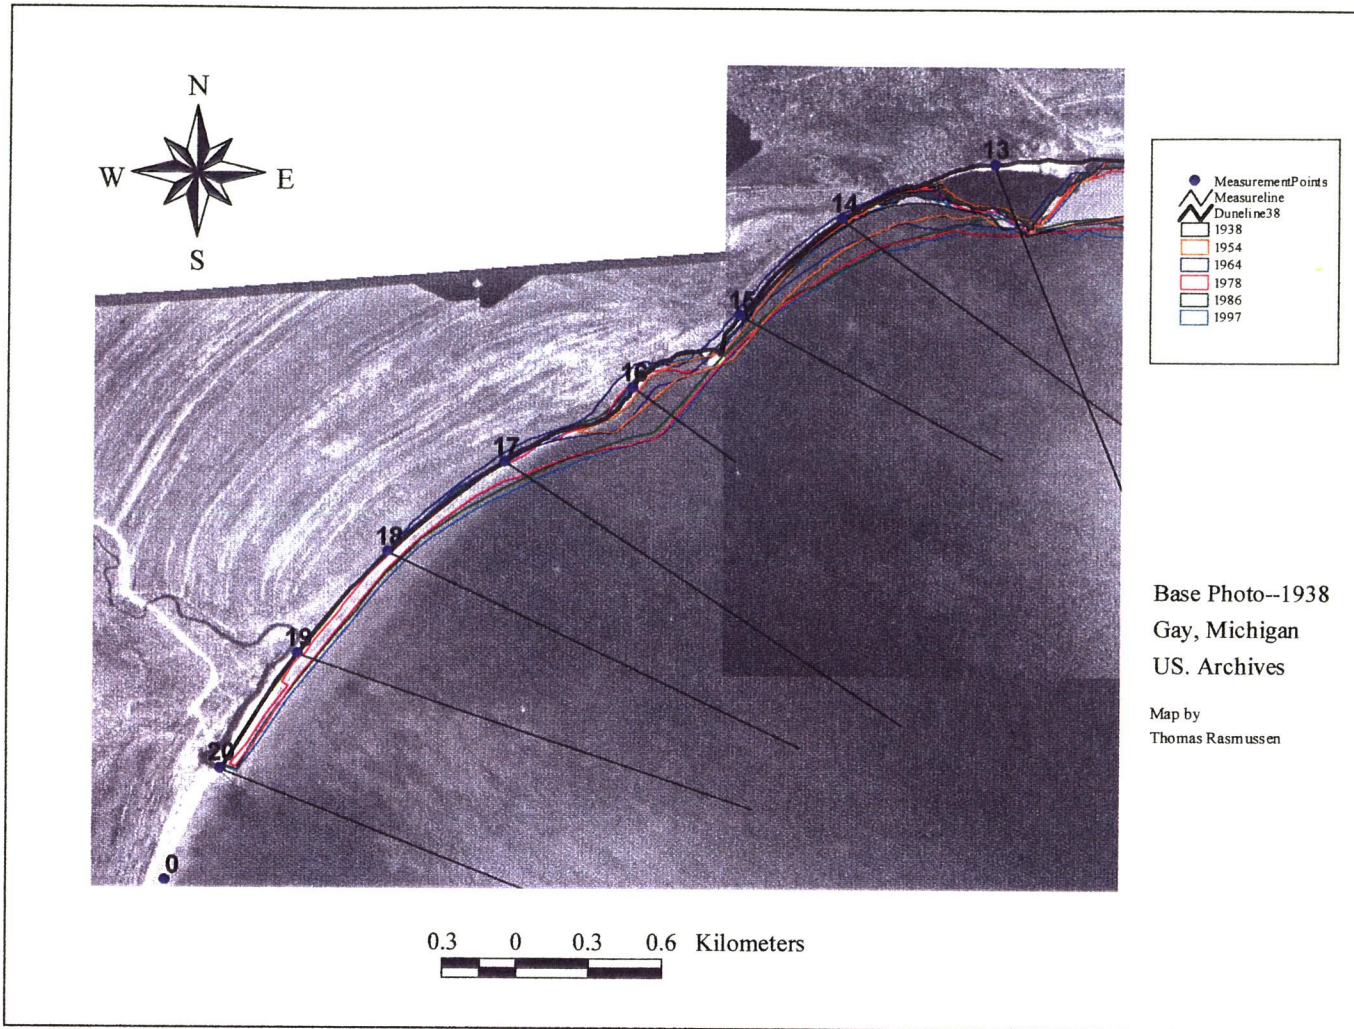 N
W
E
S
13
14
15
16
17
18
19
20
0
MeasurementPoints
Measureline
Duneline38
1938
1954
1964
1978
1986
1997
Base Photo--1938
Gay, Michigan
US. Archives
Map by
Thomas Rasmussen
0.3 0 0.3 0.6 Kilometers